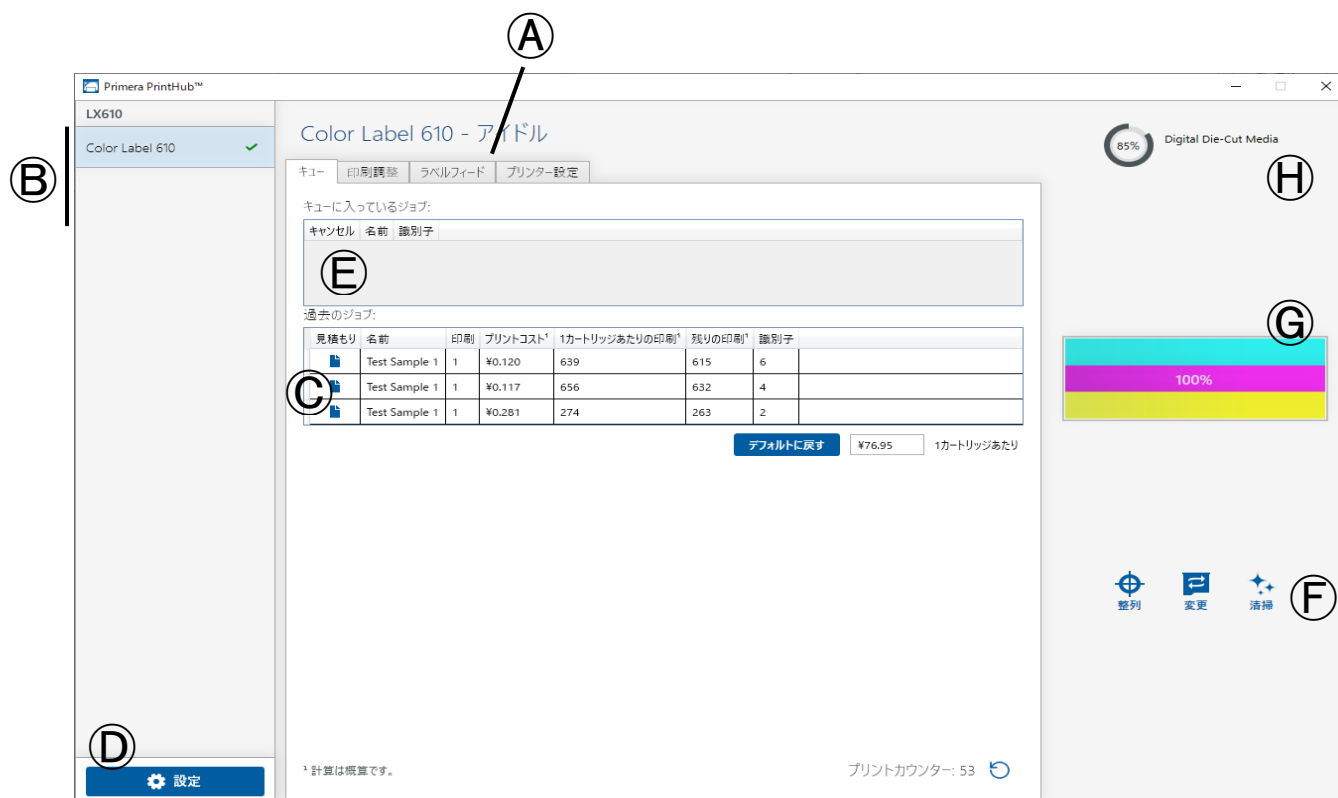 Ⓐ
Primera PrintHub™
LX610
Color Label 610
Ⓑ
Color Label 610 - アイドル
キュー 印刷調整 ラベルフィード プリンター設定
85% Digital Die-Cut Media
Ⓗ
キューに入っているジョブ:
キャンセル 名前 識別子
Ⓔ
過去のジョブ:
見積もり 名前 印刷 プリントコスト¹ 1カートリッジあたりの印刷¹ 残りの印刷¹ 識別子
Test Sample 1 1 ¥0.120 639 615 6
Ⓒ Test Sample 1 1 ¥0.117 656 632 4
Test Sample 1 1 ¥0.281 274 263 2
デフォルトに戻す ¥76.95 1カートリッジあたり
Ⓖ
100%
整列 変更 清掃
Ⓕ
Ⓓ
設定
¹ 計算は概算です。
プリントカウンター: 53